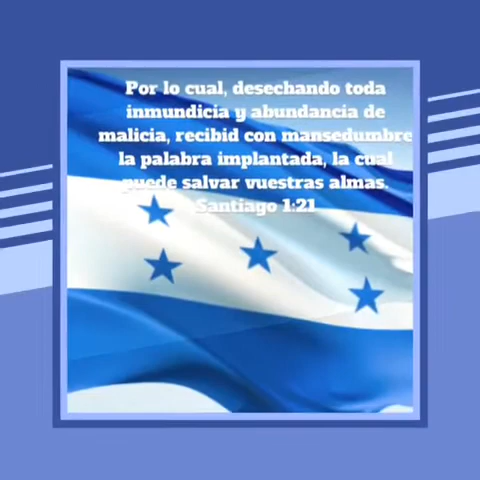 Por lo cual, desechando toda
inmundicia y abundancia de
malicia, recibid con mansedumbre
la palabra implantada, la cual
puede salvar vuestras almas.
Santiago 1:21